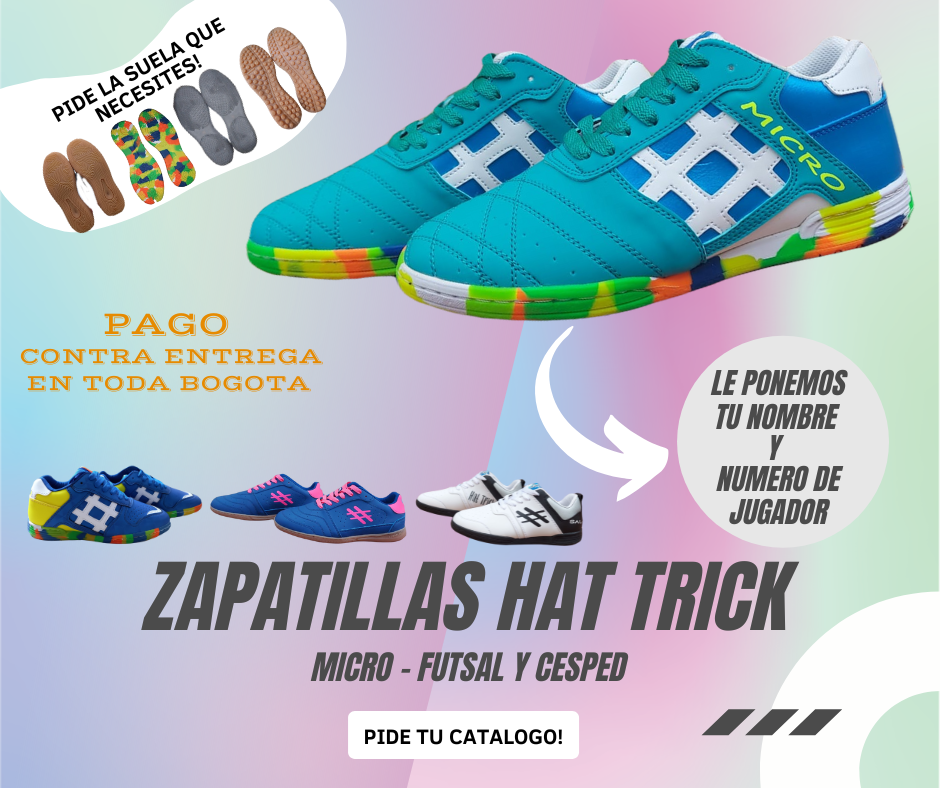 PIDE LA SUELA QUE
NECESITES!
MICRO
PAGO
CONTRA ENTREGA
EN TODA BOGOTA
LE PONEMOS
TU NOMBRE
Y
NUMERO DE
JUGADOR
ZAPATILLAS HAT TRICK
MICRO - FUTSAL Y CESPED
PIDE TU CATALOGO!